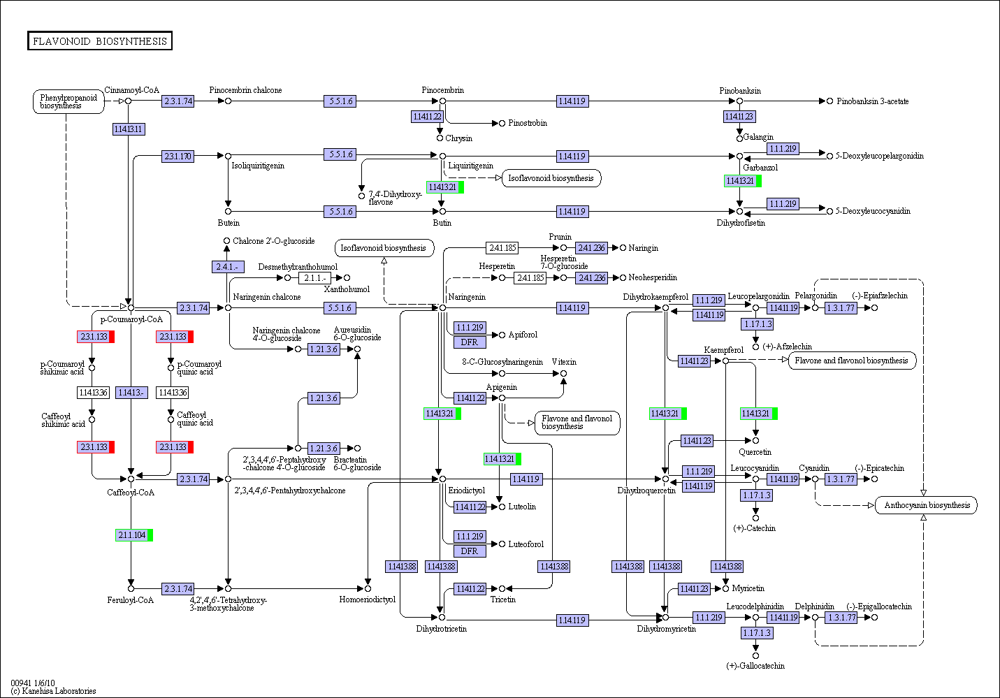 FLAVONOID BIOSYNTHESIS
Phenylpropanoid
biosynthesis
Cinnamoyl-CoA
2.3.1.74
Pinocembrin chalcone
5.5.1.6
Pinocembrin
1.14.11.9
Pinobanksin
Pinobanksin 3-acetate
1.14.11.22
Pinostrobin
Chrysin
1.14.11.23
Galangin
1.14.13.11
2.3.1.170
Isoliquiritigenin
5.5.1.6
Liquiritigenin
1.14.11.9
1.1.1.219
5-Deoxyleucopelargonidin
Garbanzol
Isoflavonoid biosynthesis
1.14.13.21
1.14.13.21
7,4'-Dihydroxy-
flavone
Butein
5.5.1.6
Butin
1.14.11.9
Dihydrofisetin
1.1.1.219
5-Deoxyleucocyanidin
Chalcone 2'-O-glucoside
Isoflavonoid biosynthesis
2.4.1.185
Prunin
2.4.1.236
Naringin
2.4.1.-
Desmethylxanthohumol
2.1.1.-
Xanthohumol
Hesperetin
2.4.1.185
Hesperetin
7-O-glucoside
2.4.1.236
Neohesperidin
p-Coumaroyl-CoA
2.3.1.74
Naringenin chalcone
5.5.1.6
Naringenin
1.14.11.9
Dihydrokaempferol
1.1.1.219
1.14.11.19
Leucopelargonidin
1.14.11.19
Pelargonidin
1.3.1.77
(-)-Epiafzelechin
1.17.1.3
(+)-Afzelechin
2.3.1.133
2.3.1.133
Naringenin chalcone
4'-O-glucoside
1.21.3.6
Aureusidin
6-O-glucoside
1.1.1.219
DFR
Apiforol
Kaempferol
1.14.11.23
Flavone and flavonol biosynthesis
p-Coumaroyl
shikimic acid
p-Coumaroyl
quinic acid
8-C-Glucosylnaringenin
Vitexin
1.14.13.36
1.14.13.-
1.14.13.36
1.21.3.6
1.14.11.22
Apigenin
Caffeoyl
shikimic acid
Caffeoyl
quinic acid
1.14.13.21
Flavone and flavonol
biosynthesis
1.14.13.21
1.14.13.21
2.3.1.133
2.3.1.133
1.21.3.6
2',3,4,4',6'-Peptahydroxy
-chalcone 4'-O-glucoside
Bracteatin
6-O-glucoside
1.14.13.21
1.14.11.23
Quercetin
Caffeoyl-CoA
2.3.1.74
2',3,4,4',6'-Pentahydroxychalcone
Eriodictyol
1.14.11.9
Dihydroquercetin
1.1.1.219
1.14.11.19
Leucocyanidin
1.14.11.19
Cyanidin
1.3.1.77
(-)-Epicatechin
1.17.1.3
(+)-Catechin
Anthocyanin biosynthesis
1.14.11.22
Luteolin
2.1.1.104
1.1.1.219
DFR
Luteoforol
1.14.13.88
1.14.13.88
1.14.13.88
1.14.13.88
1.14.13.88
1.14.13.88
Feruloyl-CoA
2.3.1.74
4,2',4',6'-Tetrahydroxy-
3-methoxychalcone
Homoeriodictyol
1.14.11.22
Tricetin
1.14.11.23
Myricetin
Dihydrotricetin
1.14.11.9
Dihydromyricetin
1.1.1.219
Leucodelphinidin
1.14.11.19
Delphinidin
1.3.1.77
(-)-Epigallocatechin
1.17.1.3
(+)-Gallocatechin
00941 1/6/10
(c) Kanehisa Laboratories